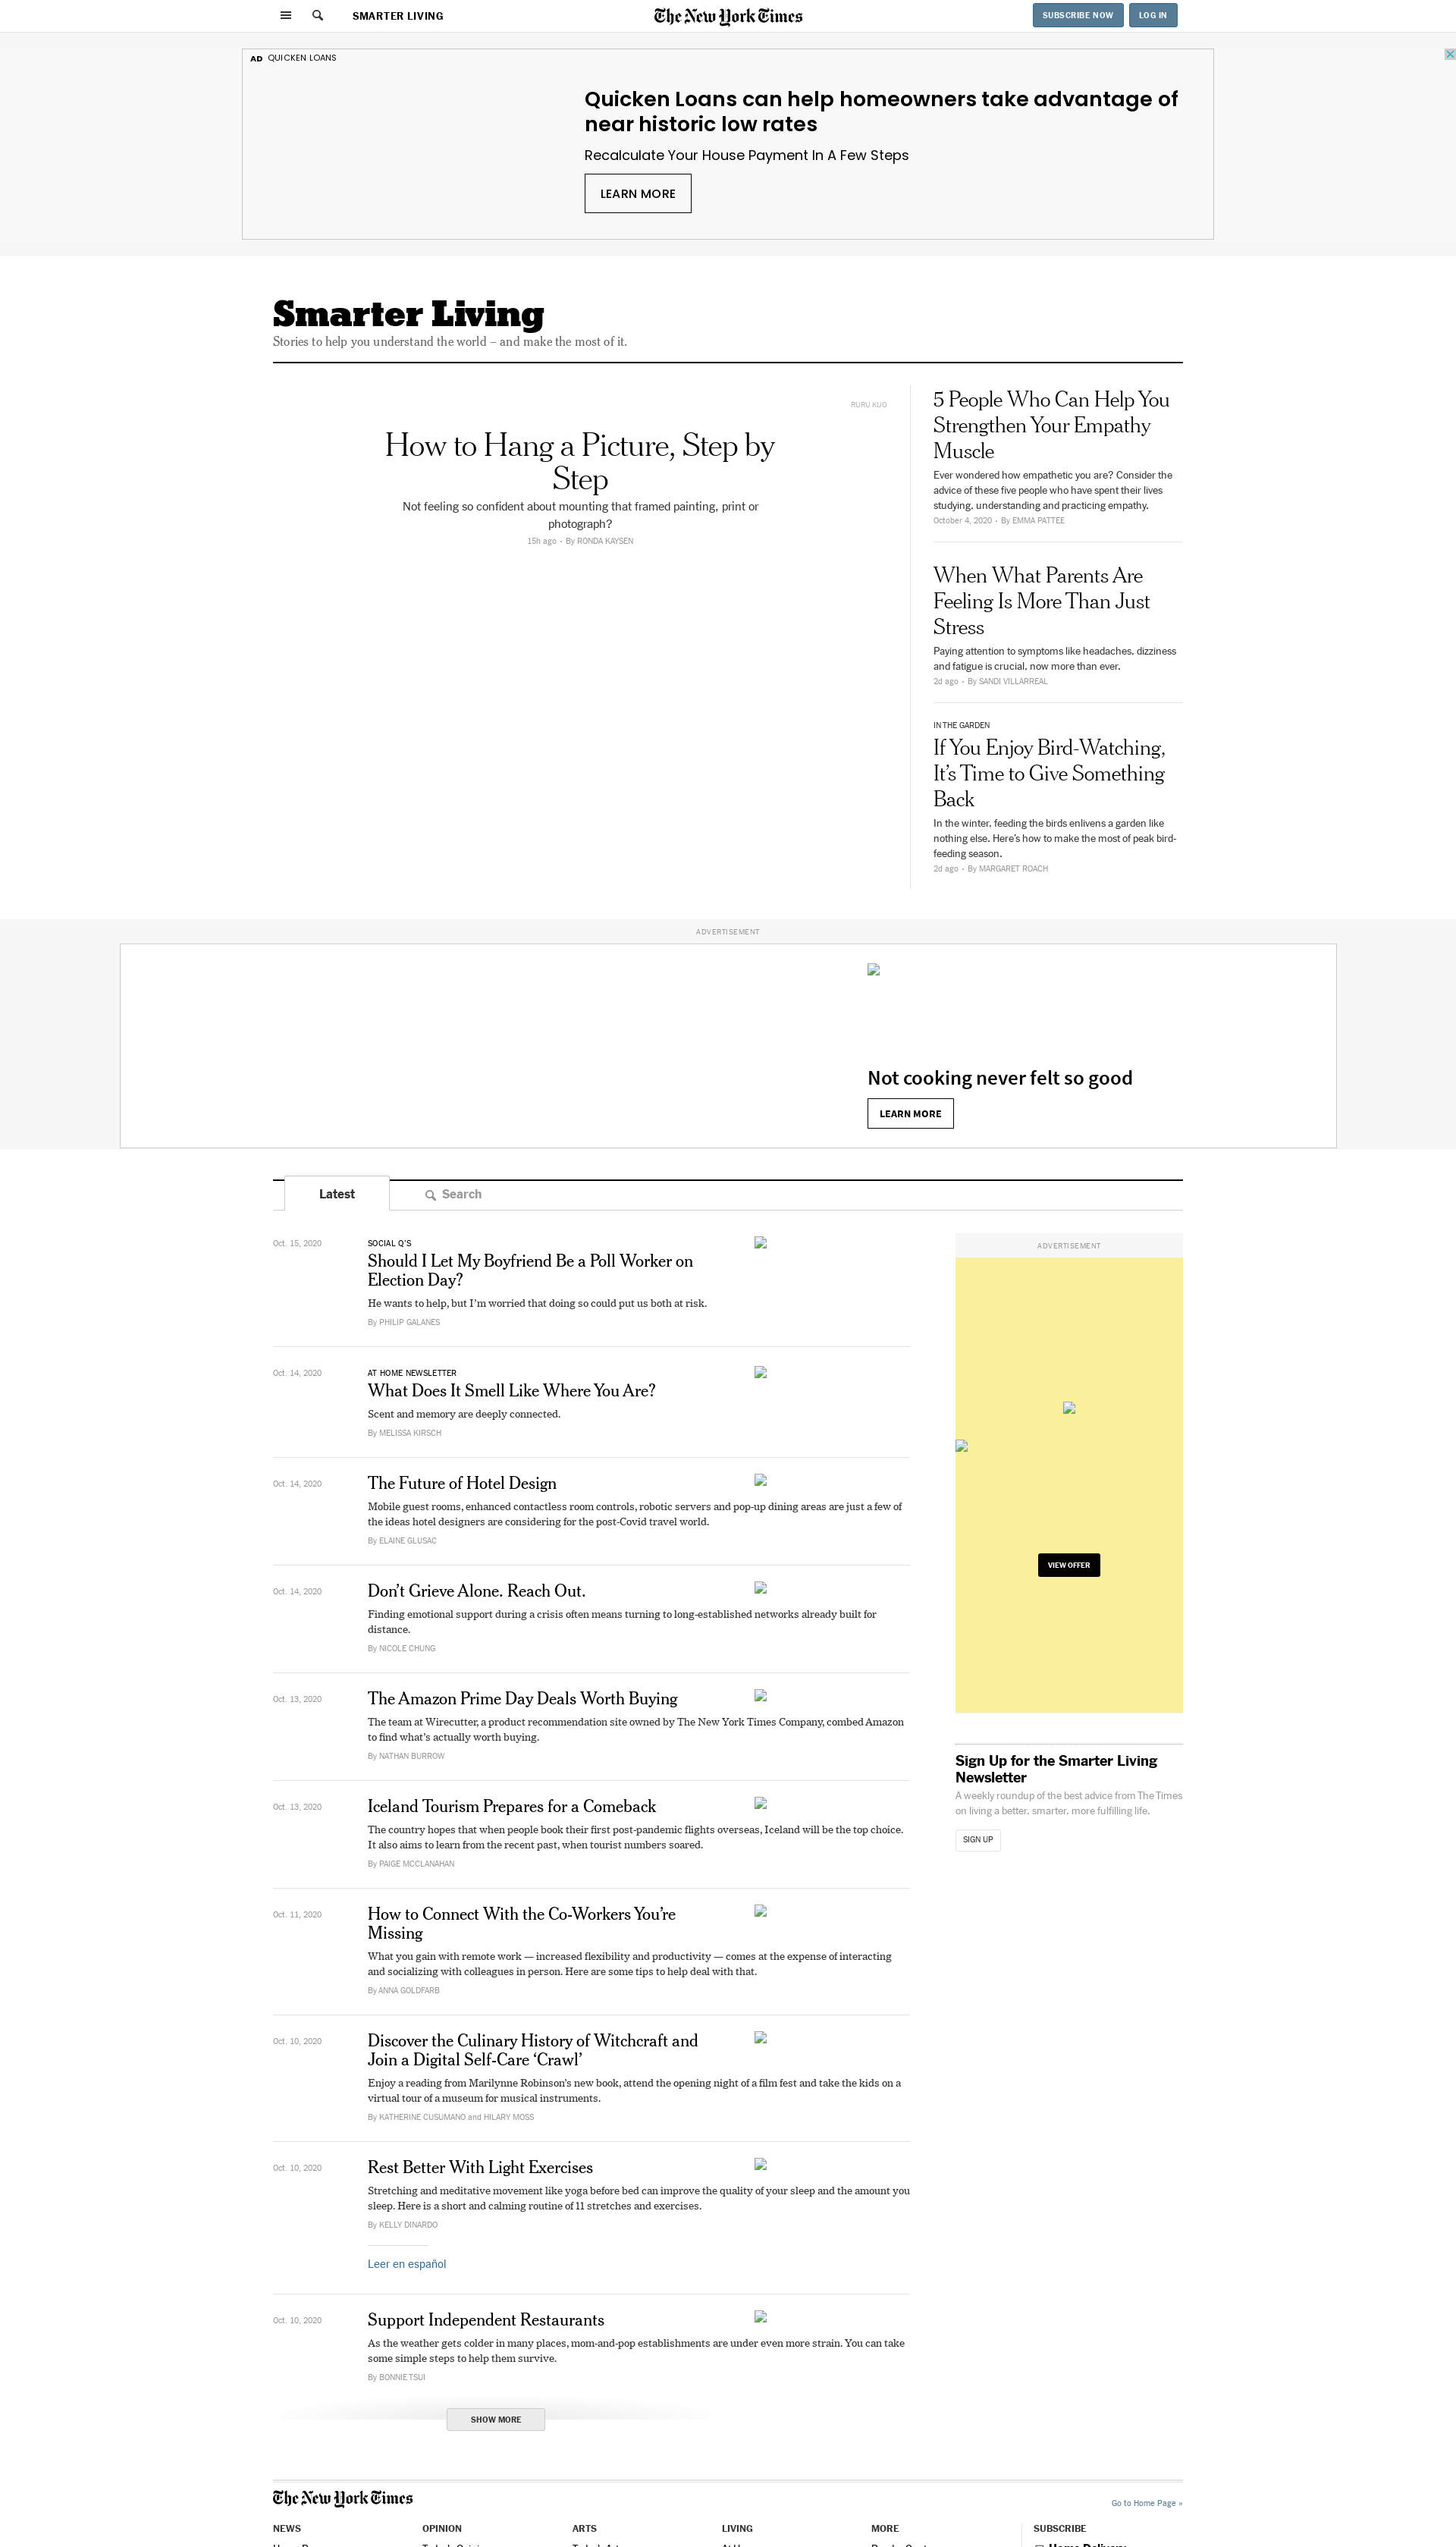 SMARTER LIVING
The New York Times
SUBSCRIBE NOW
LOG IN
AD QUICKEN LOANS
Quicken Loans can help homeowners take advantage of
near historic low rates
Recalculate Your House Payment In A Few Steps
LEARN MORE
Smarter Living
Stories to help you understand the world – and make the most of it.
RURU KUO
How to Hang a Picture, Step by
Step
Not feeling so confident about mounting that framed painting, print or
photograph?
15h ago • By RONDA KAYSEN
5 People Who Can Help You
Strengthen Your Empathy
Muscle
Ever wondered how empathetic you are? Consider the
advice of these five people who have spent their lives
studying, understanding and practicing empathy.
October 4, 2020 • By EMMA PATTEE
When What Parents Are
Feeling Is More Than Just
Stress
Paying attention to symptoms like headaches, dizziness
and fatigue is crucial, now more than ever.
2d ago • By SANDI VILLARREAL
IN THE GARDEN
If You Enjoy Bird-Watching,
It’s Time to Give Something
Back
In the winter, feeding the birds enlivens a garden like
nothing else. Here’s how to make the most of peak bird-
feeding season.
2d ago • By MARGARET ROACH
ADVERTISEMENT
Not cooking never felt so good
LEARN MORE
Latest
Search
Oct. 15, 2020
SOCIAL Q’S
Should I Let My Boyfriend Be a Poll Worker on
Election Day?
He wants to help, but I’m worried that doing so could put us both at risk.
By PHILIP GALANES
Oct. 14, 2020
AT HOME NEWSLETTER
What Does It Smell Like Where You Are?
Scent and memory are deeply connected.
By MELISSA KIRSCH
Oct. 14, 2020
The Future of Hotel Design
Mobile guest rooms, enhanced contactless room controls, robotic servers and pop-up dining areas are just a few of
the ideas hotel designers are considering for the post-Covid travel world.
By ELAINE GLUSAC
Oct. 14, 2020
Don’t Grieve Alone. Reach Out.
Finding emotional support during a crisis often means turning to long-established networks already built for
distance.
By NICOLE CHUNG
Oct. 13, 2020
The Amazon Prime Day Deals Worth Buying
The team at Wirecutter, a product recommendation site owned by The New York Times Company, combed Amazon
to find what’s actually worth buying.
By NATHAN BURROW
Oct. 13, 2020
Iceland Tourism Prepares for a Comeback
The country hopes that when people book their first post-pandemic flights overseas, Iceland will be the top choice.
It also aims to learn from the recent past, when tourist numbers soared.
By PAIGE MCCLANAHAN
Oct. 11, 2020
How to Connect With the Co-Workers You’re
Missing
What you gain with remote work — increased flexibility and productivity — comes at the expense of interacting
and socializing with colleagues in person. Here are some tips to help deal with that.
By ANNA GOLDFARB
Oct. 10, 2020
Discover the Culinary History of Witchcraft and
Join a Digital Self-Care ‘Crawl’
Enjoy a reading from Marilynne Robinson’s new book, attend the opening night of a film fest and take the kids on a
virtual tour of a museum for musical instruments.
By KATHERINE CUSUMANO and HILARY MOSS
Oct. 10, 2020
Rest Better With Light Exercises
Stretching and meditative movement like yoga before bed can improve the quality of your sleep and the amount you
sleep. Here is a short and calming routine of 11 stretches and exercises.
By KELLY DINARDO
Leer en español
Oct. 10, 2020
Support Independent Restaurants
As the weather gets colder in many places, mom-and-pop establishments are under even more strain. You can take
some simple steps to help them survive.
By BONNIE TSUI
SHOW MORE
ADVERTISEMENT
VIEW OFFER
Sign Up for the Smarter Living
Newsletter
A weekly roundup of the best advice from The Times
on living a better, smarter, more fulfilling life.
SIGN UP
The New York Times
Go to Home Page »
NEWS
OPINION
ARTS
LIVING
MORE
SUBSCRIBE